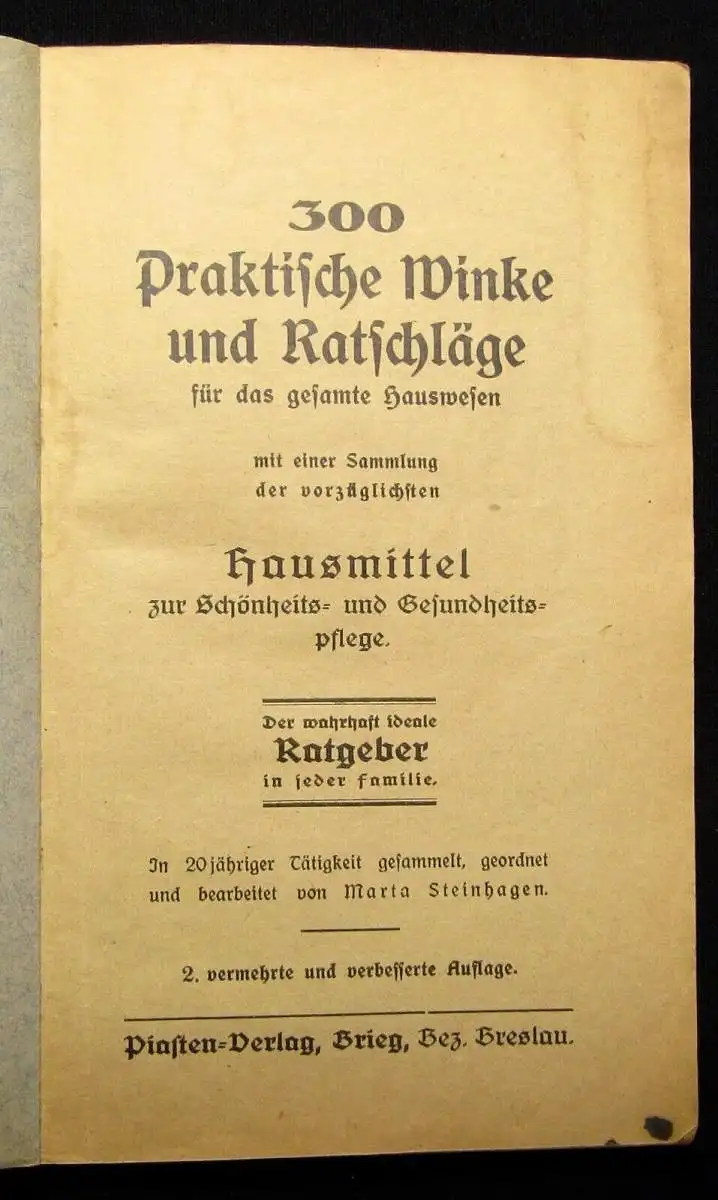 300
Praktische Winke
und Ratschläge
für das gesamte Hauswesen
mit einer Sammlung
der vorzüglichsten
Hausmittel
zur Schönheits- und Gesundheits-
pflege.
Der wahrhaft ideale
Ratgeber
in jeder Familie.
In 20jähriger Tätigkeit gesammelt, geordnet
und bearbeitet von Marta Steinhagen.
2. vermehrte und verbesserte Auflage.
Piasten-Verlag, Brieg, Bez. Breslau.